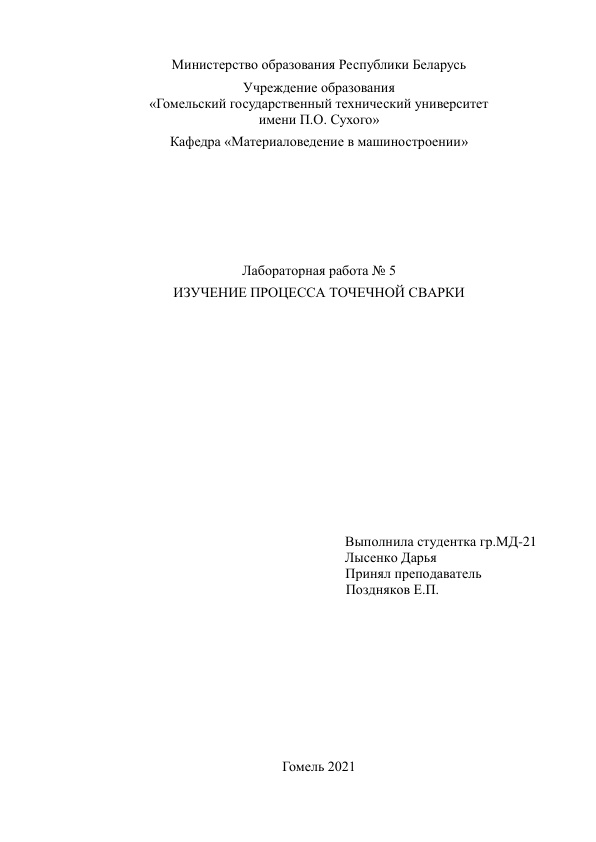 Министерство образования Республики Беларусь
Учреждение образования
«Гомельский государственный технический университет
имени П.О. Сухого»
Кафедра «Материаловедение в машиностроении»
Лабораторная работа № 5
ИЗУЧЕНИЕ ПРОЦЕССА ТОЧЕЧНОЙ СВАРКИ
Выполнила студентка гр.МД-21
Лысенко Дарья
Принял преподаватель
Поздняков Е.П.
Гомель 2021